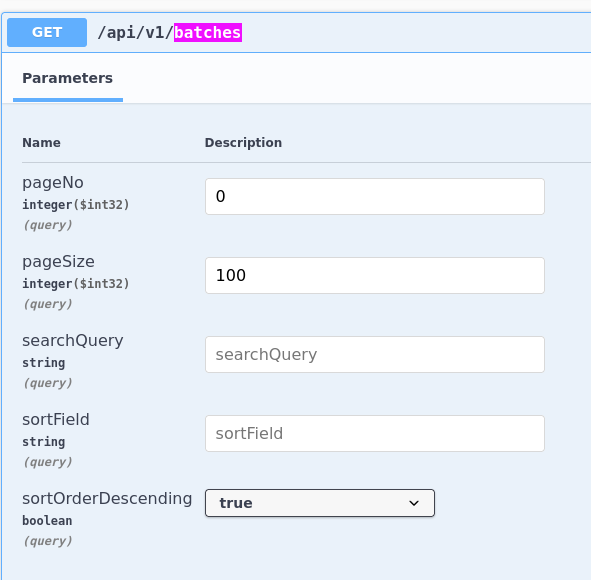 GET /api/v1/batches
Parameters
Name Description
pageNo
integer($int32)
(query)
0
pageSize
integer($int32)
(query)
100
searchQuery
string
(query)
searchQuery
sortField
string
(query)
sortField
sortOrderDescending
boolean
(query)
true